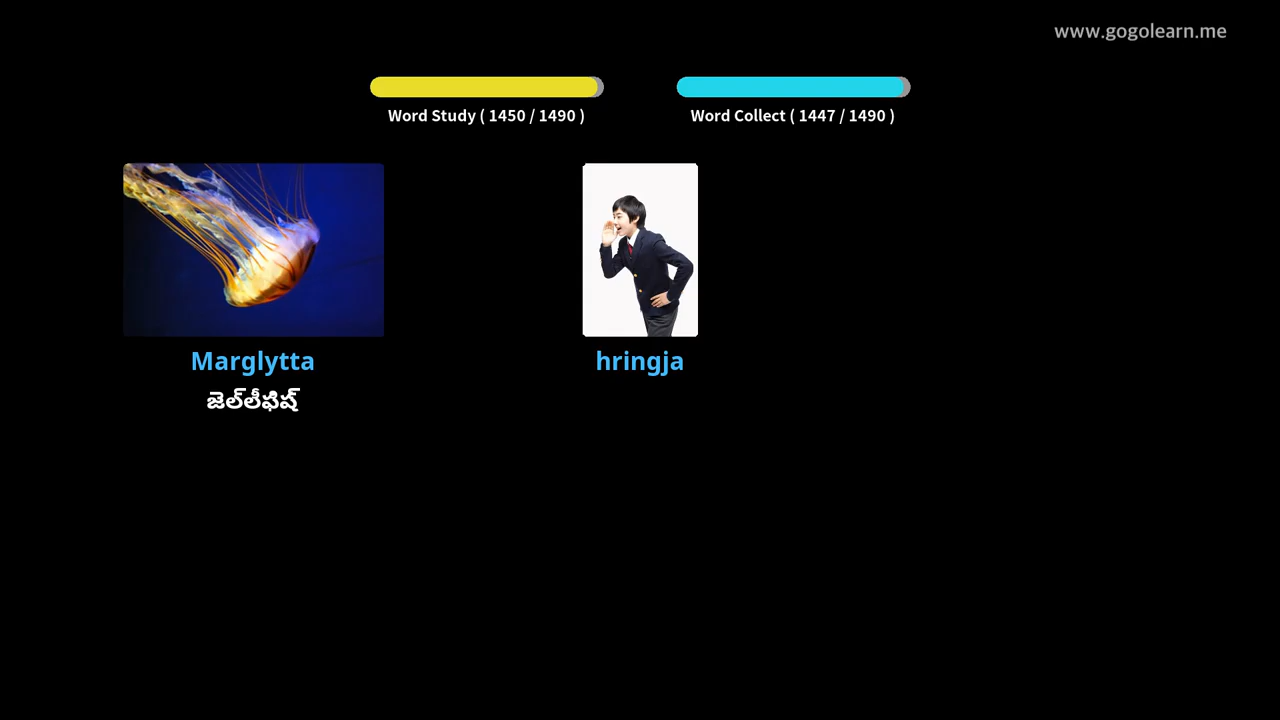 www.gogolearn.me
Word Study ( 1450 / 1490 )
Word Collect ( 1447 / 1490 )
Marglytta
hringja
జెల్‌లీఫిష్